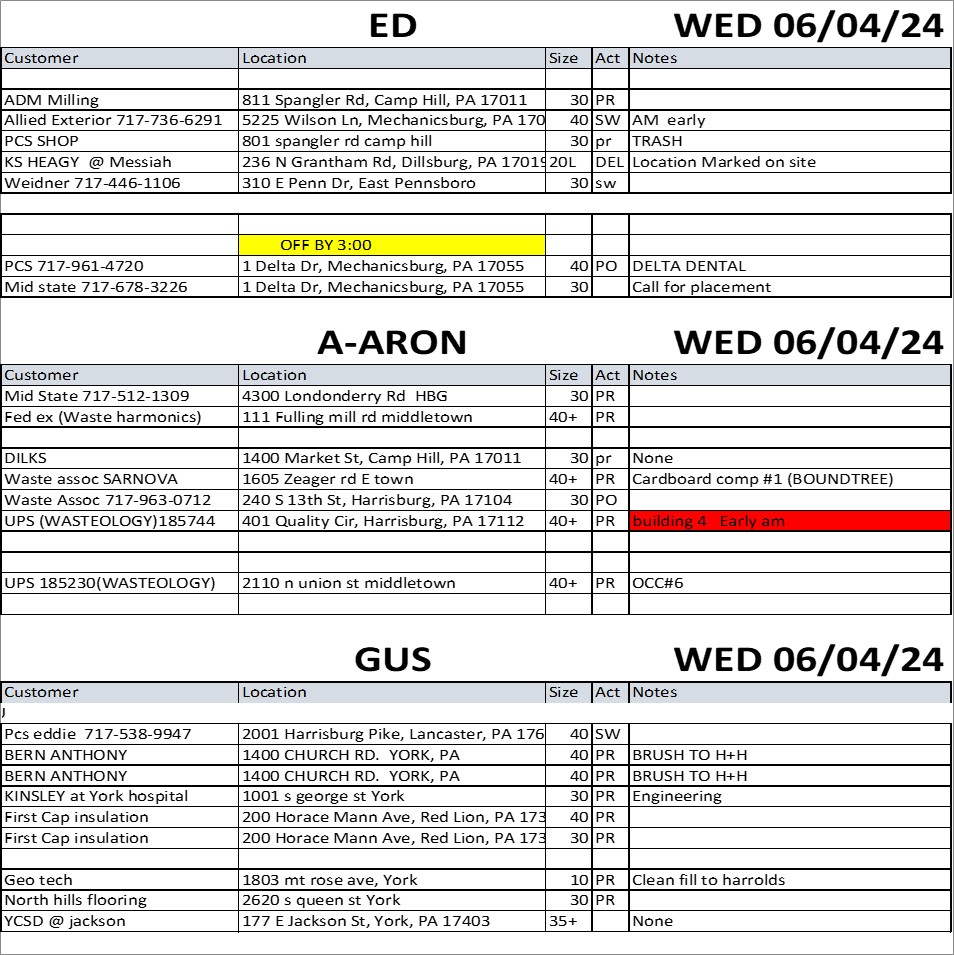 ED WED 06/04/24
Customer Location Size Act Notes
ADM Milling 811 Spangler Rd, Camp Hill, PA 17011 30 PR
Allied Exterior 717-736-6291 5225 Wilson Ln, Mechanicsburg, PA 170 40 SW AM early
PCS SHOP 801 spangler rd camp hill 30 pr TRASH
KS HEAGY @ Messiah 236 N Grantham Rd, Dillsburg, PA 17019 20L DEL Location Marked on site
Weidner 717-446-1106 310 E Penn Dr, East Pennsboro 30 sw
OFF BY 3:00
PCS 717-961-4720 1 Delta Dr, Mechanicsburg, PA 17055 40 PO DELTA DENTAL
Mid state 717-678-3226 1 Delta Dr, Mechanicsburg, PA 17055 30 Call for placement
A-ARON WED 06/04/24
Customer Location Size Act Notes
Mid State 717-512-1309 4300 Londonderry Rd HBG 30 PR
Fed ex (Waste harmonics) 111 Fulling mill rd middletown 40+ PR
DILKS 1400 Market St, Camp Hill, PA 17011 30 pr None
Waste assoc SARNOVA 1605 Zeager rd E town 40+ PR Cardboard comp #1 (BOUNDTREE)
Waste Assoc 717-963-0712 240 S 13th St, Harrisburg, PA 17104 30 PO
UPS (WASTEOLOGY)185744 401 Quality Cir, Harrisburg, PA 17112 40+ PR building 4 Early am
UPS 185230(WASTEOLOGY) 2110 n union st middletown 40+ PR OCC#6
GUS WED 06/04/24
Customer Location Size Act Notes
J
Pcs eddie 717-538-9947 2001 Harrisburg Pike, Lancaster, PA 176 40 SW
BERN ANTHONY 1400 CHURCH RD. YORK, PA 40 PR BRUSH TO H+H
BERN ANTHONY 1400 CHURCH RD. YORK, PA 40 PR BRUSH TO H+H
KINSLEY at York hospital 1001 s george st York 30 PR Engineering
First Cap insulation 200 Horace Mann Ave, Red Lion, PA 173 40 PR
First Cap insulation 200 Horace Mann Ave, Red Lion, PA 173 30 PR
Geo tech 1803 mt rose ave, York 10 PR Clean fill to harrolds
North hills flooring 2620 s queen st York 30 PR
YCSD @ jackson 177 E Jackson St, York, PA 17403 35+ None